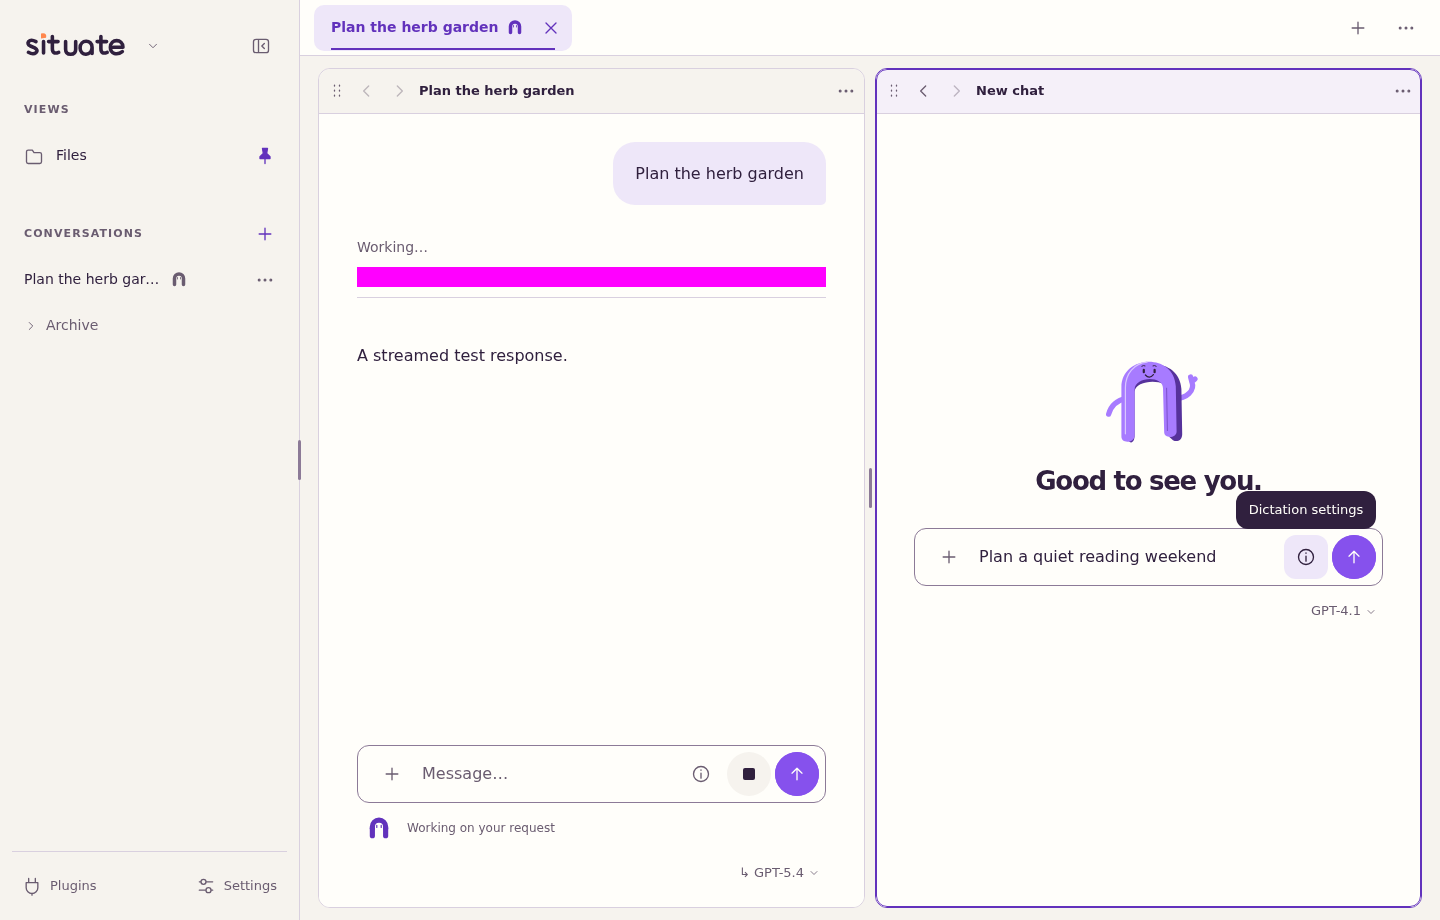 situate
VIEWS
Files
CONVERSATIONS
Plan the herb gar...
Archive
Plugins
Settings
Plan the herb garden
Plan the herb garden
Plan the herb garden
Working...
A streamed test response.
Message...
Working on your request
↳ GPT-5.4
New chat
Good to see you.
Dictation settings
Plan a quiet reading weekend
GPT-4.1